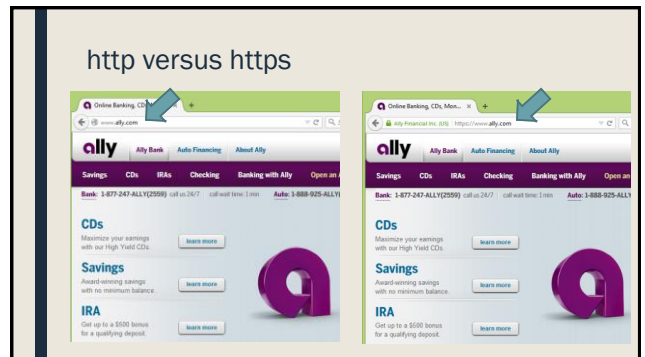 http versus https
Online Banking, CDs
www.ally.com
ally
Ally Bank Auto Financing About Ally
Savings CDs IRAs Checking Banking with Ally Open an
Bank: 1-877-247-ALLY(2559) call us 24/7 call wait time: 1 min Auto: 1-888-925-ALLY
CDs
Maximize your earnings
with our High Yield CDs.
learn more
Savings
Award-winning savings
with no minimum balance.
learn more
IRA
Get up to a $500 bonus
for a qualifying deposit.
learn more
a
Online Banking, CDs, Mon...
Ally Financial Inc. (US) https://www.ally.com
ally
Ally Bank Auto Financing About Ally
Savings CDs IRAs Checking Banking with Ally Open an
Bank: 1-877-247-ALLY(2559) call us 24/7 call wait time: 1 min Auto: 1-888-925-ALLY
CDs
Maximize your earnings
with our High Yield CDs.
learn more
Savings
Award-winning savings
with no minimum balance.
learn more
IRA
Get up to a $500 bonus
for a qualifying deposit.
learn more
a